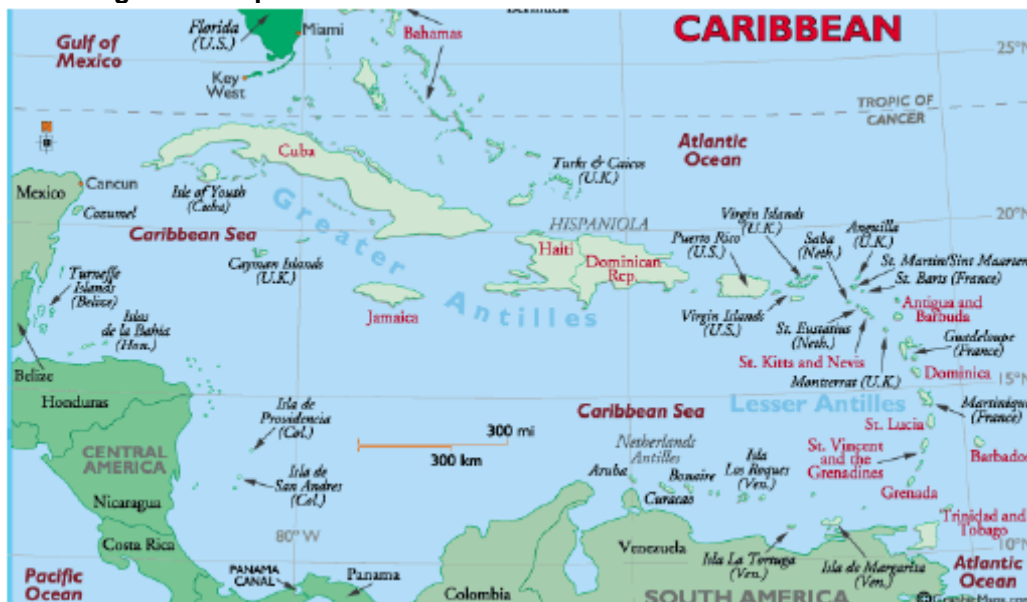 Florida
(U.S.)
Miami
Bahamas
CARIBBEAN
Gulf of
Mexico
25°N
Key
West
TROPIC OF
CANCER
Atlantic
Ocean
Cuba
Turks & Caicos
(U.K.)
Mexico
Cancun
Isle of Youth
(Cuba)
Cozumel
Greater
HISPANIOLA
Virgin Islands
(U.K.)
20°N
Caribbean Sea
Puerto Rico
(U.S.)
Saba
(Neth.)
Anguilla
(U.K.)
Haiti
Dominican
Rep.
St. Martin/Sint Maarten
St. Barts (France)
Cayman Islands
(U.K.)
Turneffe
Islands
(Belize)
Antilles
Jamaica
Antigua and
Barbuda
Islas
de la Bahia
(Hon.)
Virgin Islands
(U.S.)
St. Eustatius
(Neth.)
Guadeloupe
(France)
St. Kitts and Nevis
Belize
Montserrat (U.K.)
Dominica
15°N
Honduras
Isla de
Providencia
(Col.)
Caribbean Sea
Lesser Antilles
Martinique
(France)
300 mi
300 km
St. Lucia
CENTRAL
AMERICA
Netherlands
Antilles
Isla
Los Roques
(Ven.)
St. Vincent
and the
Grenadines
Barbados
Aruba
Bonaire
Curacao
Isla de
San Andres
(Col.)
Grenada
Nicaragua
Trinidad and
Tobago
80° W
Costa Rica
Venezuela
10°N
Isla La Tortuga
(Ven.)
Isla de Margarita
(Ven.)
Atlantic
Ocean
Pacific
Ocean
PANAMA
CANAL
Panama
Colombia
SOUTH AMERICA